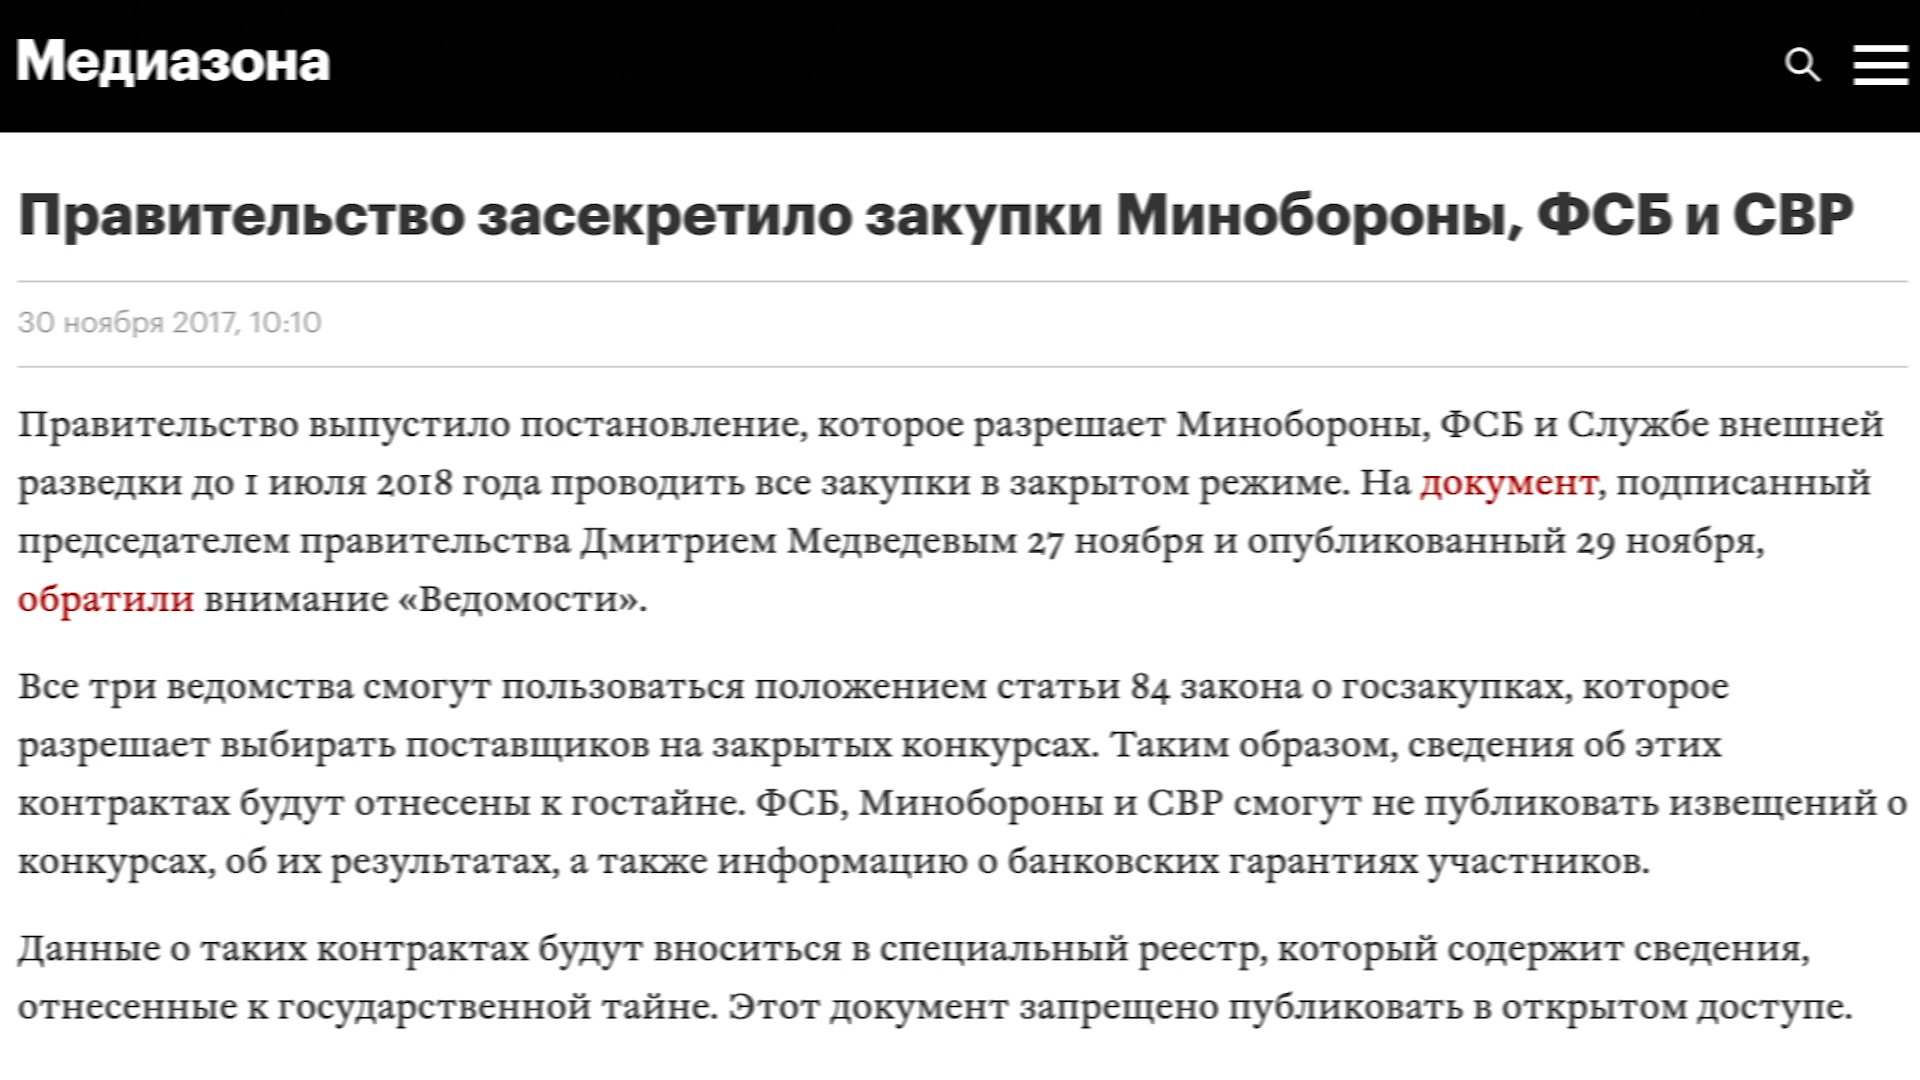 Медиазона
Правительство засекретило закупки Минобороны, ФСБ и СВР
30 ноября 2017, 10:10
Правительство выпустило постановление, которое разрешает Минобороны, ФСБ и Службе внешней
разведки до 1 июля 2018 года проводить все закупки в закрытом режиме. На документ, подписанный
председателем правительства Дмитрием Медведевым 27 ноября и опубликованный 29 ноября,
обратили внимание «Ведомости».
Все три ведомства смогут пользоваться положением статьи 84 закона о госзакупках, которое
разрешает выбирать поставщиков на закрытых конкурсах. Таким образом, сведения об этих
контрактах будут отнесены к гостайне. ФСБ, Минобороны и СВР смогут не публиковать извещений о
конкурсах, об их результатах, а также информацию о банковских гарантиях участников.
Данные о таких контрактах будут вноситься в специальный реестр, который содержит сведения,
отнесенные к государственной тайне. Этот документ запрещено публиковать в открытом доступе.